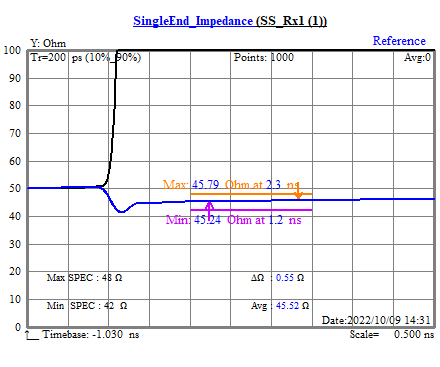 SingleEnd_Impedance (SS_Rx1 (1))
Y: Ohm Reference
100 Tr=200 ps (10%_90%) Points: 1000 Avg:0
90
80
70
60
50 Max: 45.79 Ohm at 2.3 ns
40 Min: 45.24 Ohm at 1.2 ns
30
20 Max SPEC : 48 Ω ΔΩ : 0.55 Ω
10 Min SPEC : 42 Ω Avg : 45.52 Ω
0 Date:2022/10/09 14:31
Timebase: -1.030 ns Scale= 0.500 ns